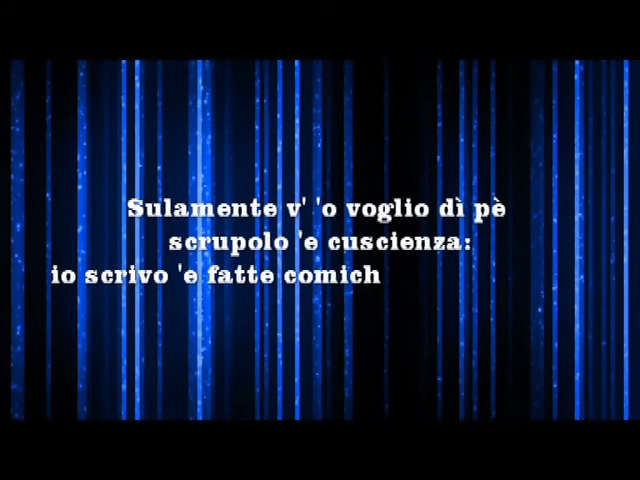 Sulamente v' 'o voglio dì pè
scrupolo 'e cuscienza:
io scrivo 'e fatte comich